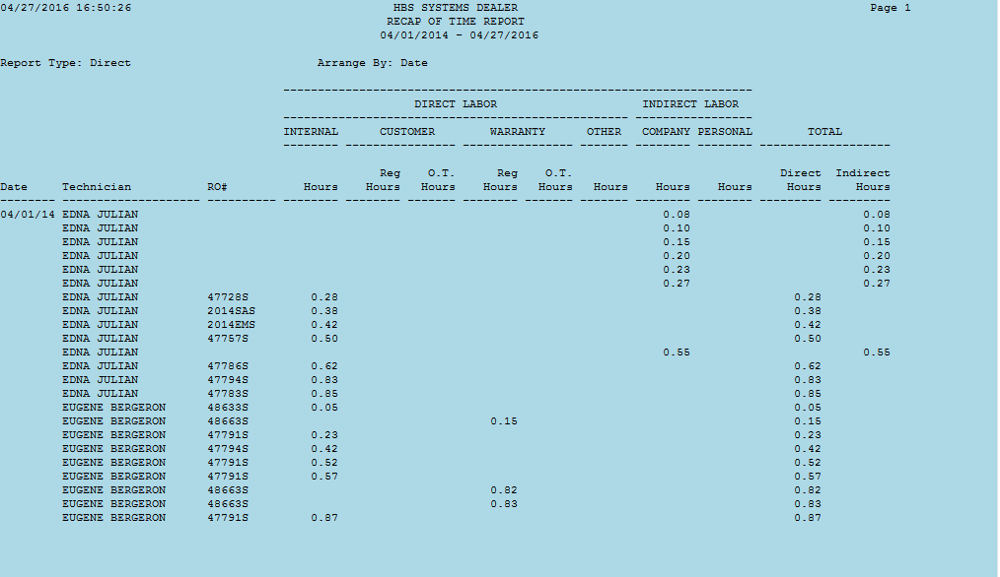 04/27/2016 16:50:26 HBS SYSTEMS DEALER Page 1
RECAP OF TIME REPORT
04/01/2014 - 04/27/2016
Report Type: Direct Arrange By: Date
DIRECT LABOR INDIRECT LABOR
INTERNAL CUSTOMER WARRANTY OTHER COMPANY PERSONAL TOTAL
Reg O.T. Reg O.T. Direct Indirect
Date Technician RO# Hours Hours Hours Hours Hours Hours Hours Hours Hours Hours
04/01/14 EDNA JULIAN 0.08 0.08
EDNA JULIAN 0.10 0.10
EDNA JULIAN 0.15 0.15
EDNA JULIAN 0.20 0.20
EDNA JULIAN 0.23 0.23
EDNA JULIAN 0.27 0.27
EDNA JULIAN 47728S 0.28 0.28
EDNA JULIAN 2014SAS 0.38 0.38
EDNA JULIAN 2014EMS 0.42 0.42
EDNA JULIAN 47757S 0.50 0.50
EDNA JULIAN 0.55 0.55
EDNA JULIAN 47786S 0.62 0.62
EDNA JULIAN 47794S 0.83 0.83
EDNA JULIAN 47783S 0.85 0.85
EUGENE BERGERON 48633S 0.05 0.05
EUGENE BERGERON 48663S 0.15 0.15
EUGENE BERGERON 47791S 0.23 0.23
EUGENE BERGERON 47794S 0.42 0.42
EUGENE BERGERON 47791S 0.52 0.52
EUGENE BERGERON 47791S 0.57 0.57
EUGENE BERGERON 48663S 0.82 0.82
EUGENE BERGERON 48663S 0.83 0.83
EUGENE BERGERON 47791S 0.87 0.87